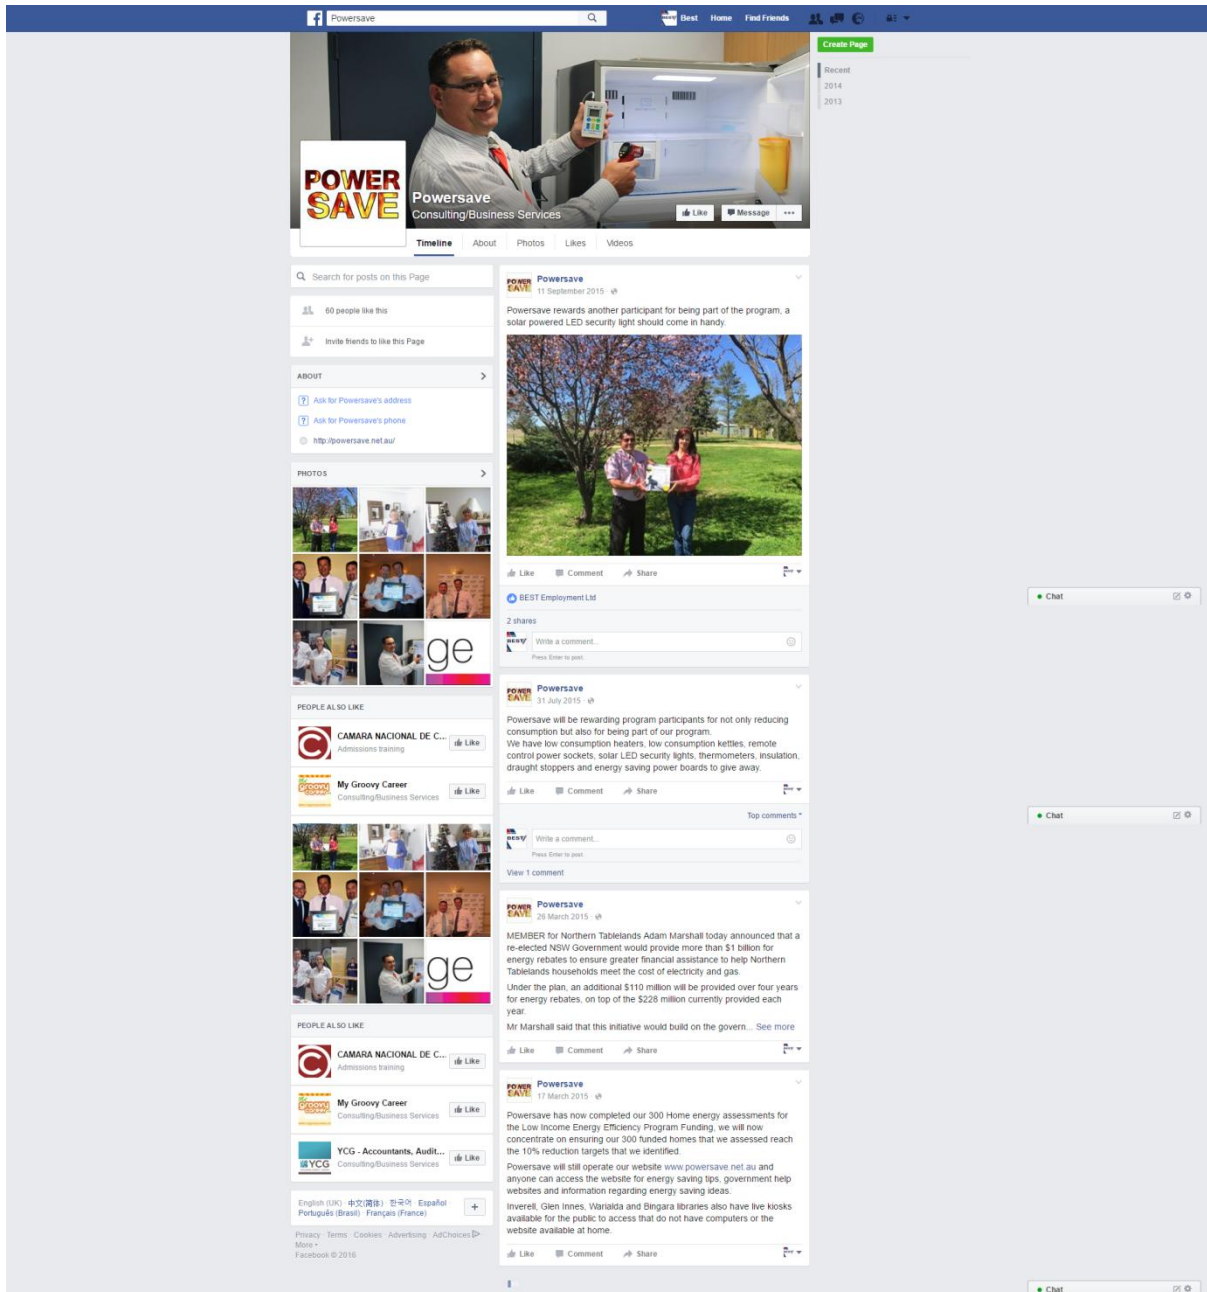 Powersave
Best Home Find Friends
Create Page
Recent
2014
2013
POWER
SAVE
Powersave
Consulting/Business Services
Like Message
Timeline About Photos Likes Videos
Search for posts on this Page
60 people like this
Invite friends to like this Page
ABOUT
Ask for Powersave's address
Ask for Powersave's phone
http://powersave.net.au/
PHOTOS
ge
PEOPLE ALSO LIKE
CAMARA NACIONAL DE C...
Admissions training
Like
My Groovy Career
Consulting/Business Services
Like
ge
PEOPLE ALSO LIKE
CAMARA NACIONAL DE C...
Admissions training
Like
My Groovy Career
Consulting/Business Services
Like
YCG
YCG - Accountants, Audit...
Consulting/Business Services
Like
English (UK) · 中文(简体) · 한국어 · Español ·
Português (Brasil) · Français (France)
Privacy · Terms · Cookies · Advertising · AdChoices
More
Facebook © 2016
POWER
SAVE
Powersave
11 September 2015
Powersave rewards another participant for being part of the program, a
solar powered LED security light should come in handy.
Like Comment Share
BEST Employment Ltd
2 shares
BEST
Write a comment...
Press Enter to post.
POWER
SAVE
Powersave
31 July 2015
Powersave will be rewarding program participants for not only reducing
consumption but also for being part of our program.
We have low consumption heaters, low consumption kettles, remote
control power sockets, solar LED security lights, thermometers, insulation,
draught stoppers and energy saving power boards to give away.
Like Comment Share
Top comments
BEST
Write a comment...
Press Enter to post.
View 1 comment
POWER
SAVE
Powersave
26 March 2015
MEMBER for Northern Tablelands Adam Marshall today announced that a
re-elected NSW Government would provide more than $1 billion for
energy rebates to ensure greater financial assistance to help Northern
Tablelands households meet the cost of electricity and gas.
Under the plan, an additional $110 million will be provided over four years
for energy rebates, on top of the $228 million currently provided each
year.
Mr Marshall said that this initiative would build on the govern... See more
Like Comment Share
POWER
SAVE
Powersave
17 March 2015
Powersave has now completed our 300 Home energy assessments for
the Low Income Energy Efficiency Program Funding, we will now
concentrate on ensuring our 300 funded homes that we assessed reach
the 10% reduction targets that we identified.
Powersave will still operate our website www.powersave.net.au and
anyone can access the website for energy saving tips, government help
websites and information regarding energy saving ideas.
Inverell, Glen Innes, Warialda and Bingara libraries also have live kiosks
available for the public to access that do not have computers or the
website available at home.
Like Comment Share
Chat
Chat
Chat